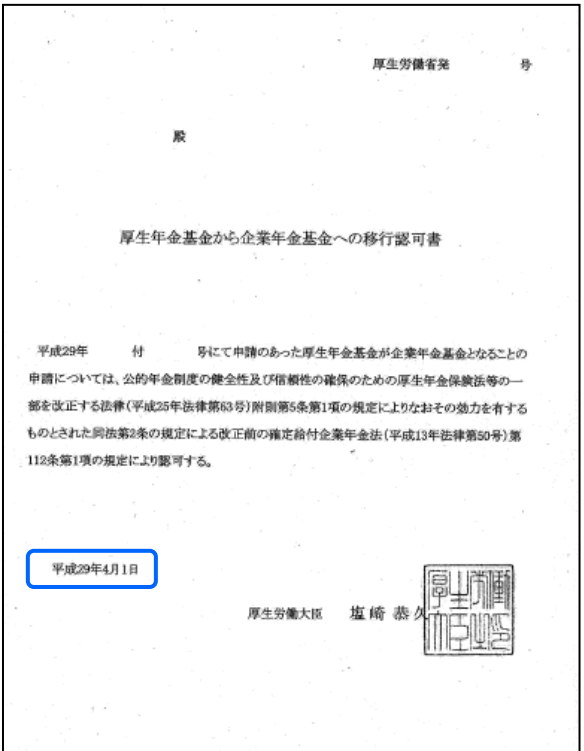 厚生労働省発　　　　　号
殿
厚生年金基金から企業年金基金への移行認可書
平成29年　　　付　　　　号にて申請のあった厚生年金基金が企業年金基金となることの
申請については、公的年金制度の健全性及び信頼性の確保のための厚生年金保険法等の一
部を改正する法律(平成25年法律第63号)附則第5条第1項の規定によりなおその効力を有する
ものとされた同法第2条の規定による改正前の確定給付企業年金法(平成13年法律第50号)第
112条第1項の規定により認可する。
平成29年4月1日
厚生労働大臣　塩崎 恭久
厚生労働大臣之印